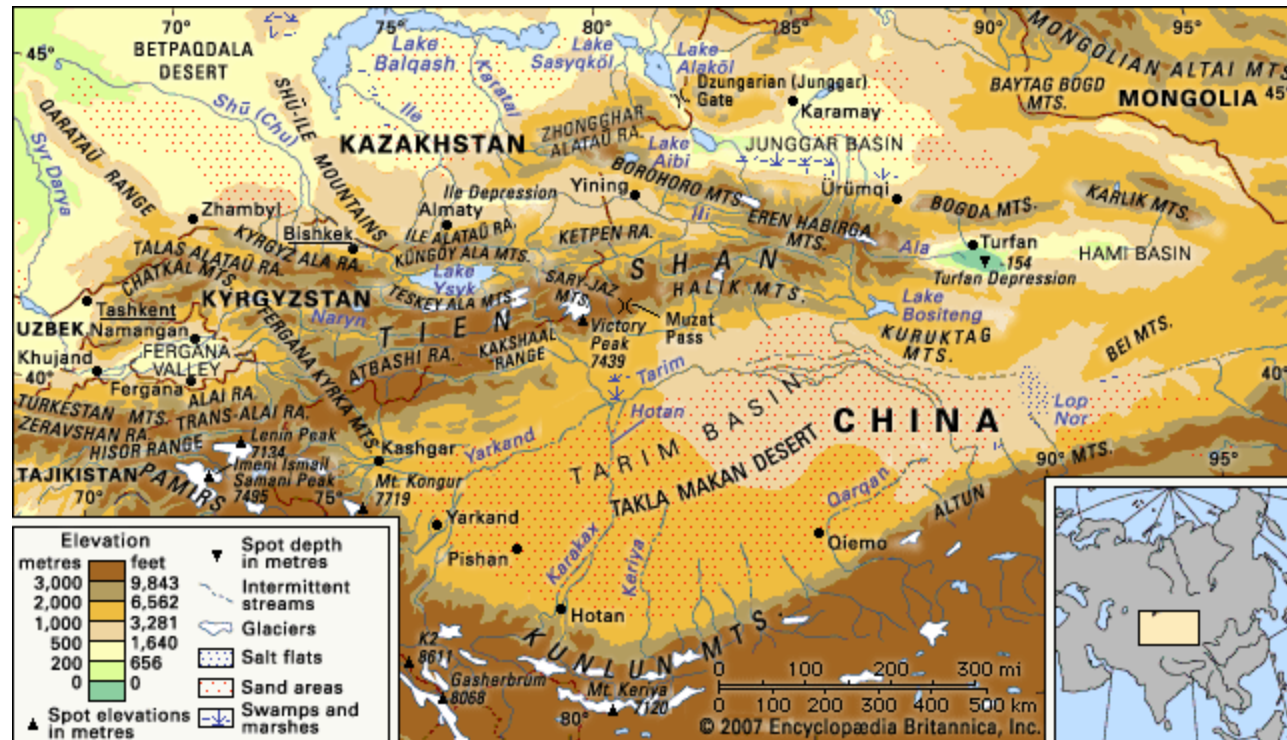 70°
75°
80°
85°
90°
95°
45°
BETPAQDALA
DESERT
Lake
Balqash
Lake
Sasyqköl
Lake
Alaköl
MONGOLIAN ALTAI MTS.
Dzungarian (Junggar)
Gate
BAYTAG BOGD
MTS.
45°
MONGOLIA
Karatal
Karamay
Shū (Chu)
SHŪ-ILE
MOUNTAINS
Ile
QARATAŪ
RANGE
Syr Darya
KAZAKHSTAN
ZHONGGHAR
ALATAŪ RA.
Lake
Aibi
JUNGGAR BASIN
Ile Depression
Yining
BOROHORO MTS.
Ürümqi
KARLIK MTS.
Zhambyl
Almaty
Ili
BOGDA MTS.
Bishkek
ILE ALATAŪ RA.
KETPEN RA.
EREN HABIRGA
MTS.
Ala
Turfan
154
HAMI BASIN
TALAS ALATAŪ RA.
KYRGYZ ALA RA.
KÜNGÖY ALA MTS.
Turfan Depression
CHATKAL MTS.
Lake
Ysyk
SARY-JAZ
MTS.
TIEN SHAN
HALIK MTS.
KYRGYZSTAN
TESKEY ALA MTS.
Lake
Bositeng
Tashkent
Naryn
Muzat
Pass
KURUKTAG
MTS.
BEI MTS.
UZBEK.
Namangan
FERGANA KYRKA MTS.
KAKSHAAL
RANGE
Victory
Peak
7439
Khujand
FERGANA
VALLEY
ATBASHI RA.
40°
Fergana
ALAI RA.
Tarim
40°
TURKESTAN MTS.
TRANS-ALAI RA.
Hotan
TARIM BASIN
CHINA
Lop
Nor
ZERAVSHAN RA.
HISOR RANGE
Lenin Peak
7134
Kashgar
Yarkand
TAKLA MAKAN DESERT
TAJIKISTAN
PAMIRS
Imeni Ismail
Samani Peak
7495
Mt. Kongur
7719
Qarqan
ALTUN MTS.
70°
75°
90°
95°
Yarkand
Pishan
Karakax
Keriya
Qiemo
Hotan
KUNLUN MTS.
K2
8611
Gasherbrum
8068
Mt. Keriya
7120
80°
Elevation
metres
feet
3,000
9,843
2,000
6,562
1,000
3,281
500
1,640
200
656
0
0
Spot elevations
in metres
Spot depth
in metres
Intermittent
streams
Glaciers
Salt flats
Sand areas
Swamps and
marshes
0 100 200 300 mi
0 100 200 300 400 500 km
© 2007 Encyclopædia Britannica, Inc.